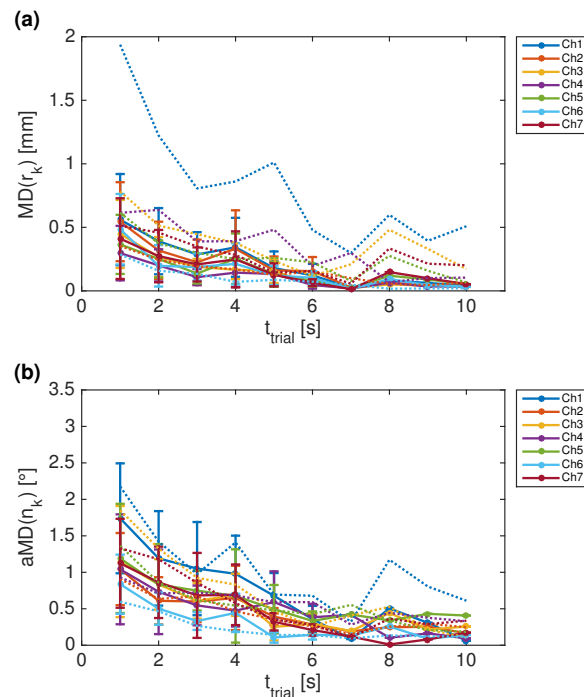 (a)
2
1.5
1
0.5
0
MD(r_k) [mm]
0 2 4 6 8 10
t_trial [s]
Ch1
Ch2
Ch3
Ch4
Ch5
Ch6
Ch7
(b)
3.5
3
2.5
2
1.5
1
0.5
0
aMD(n_k) [°]
0 2 4 6 8 10
t_trial [s]
Ch1
Ch2
Ch3
Ch4
Ch5
Ch6
Ch7